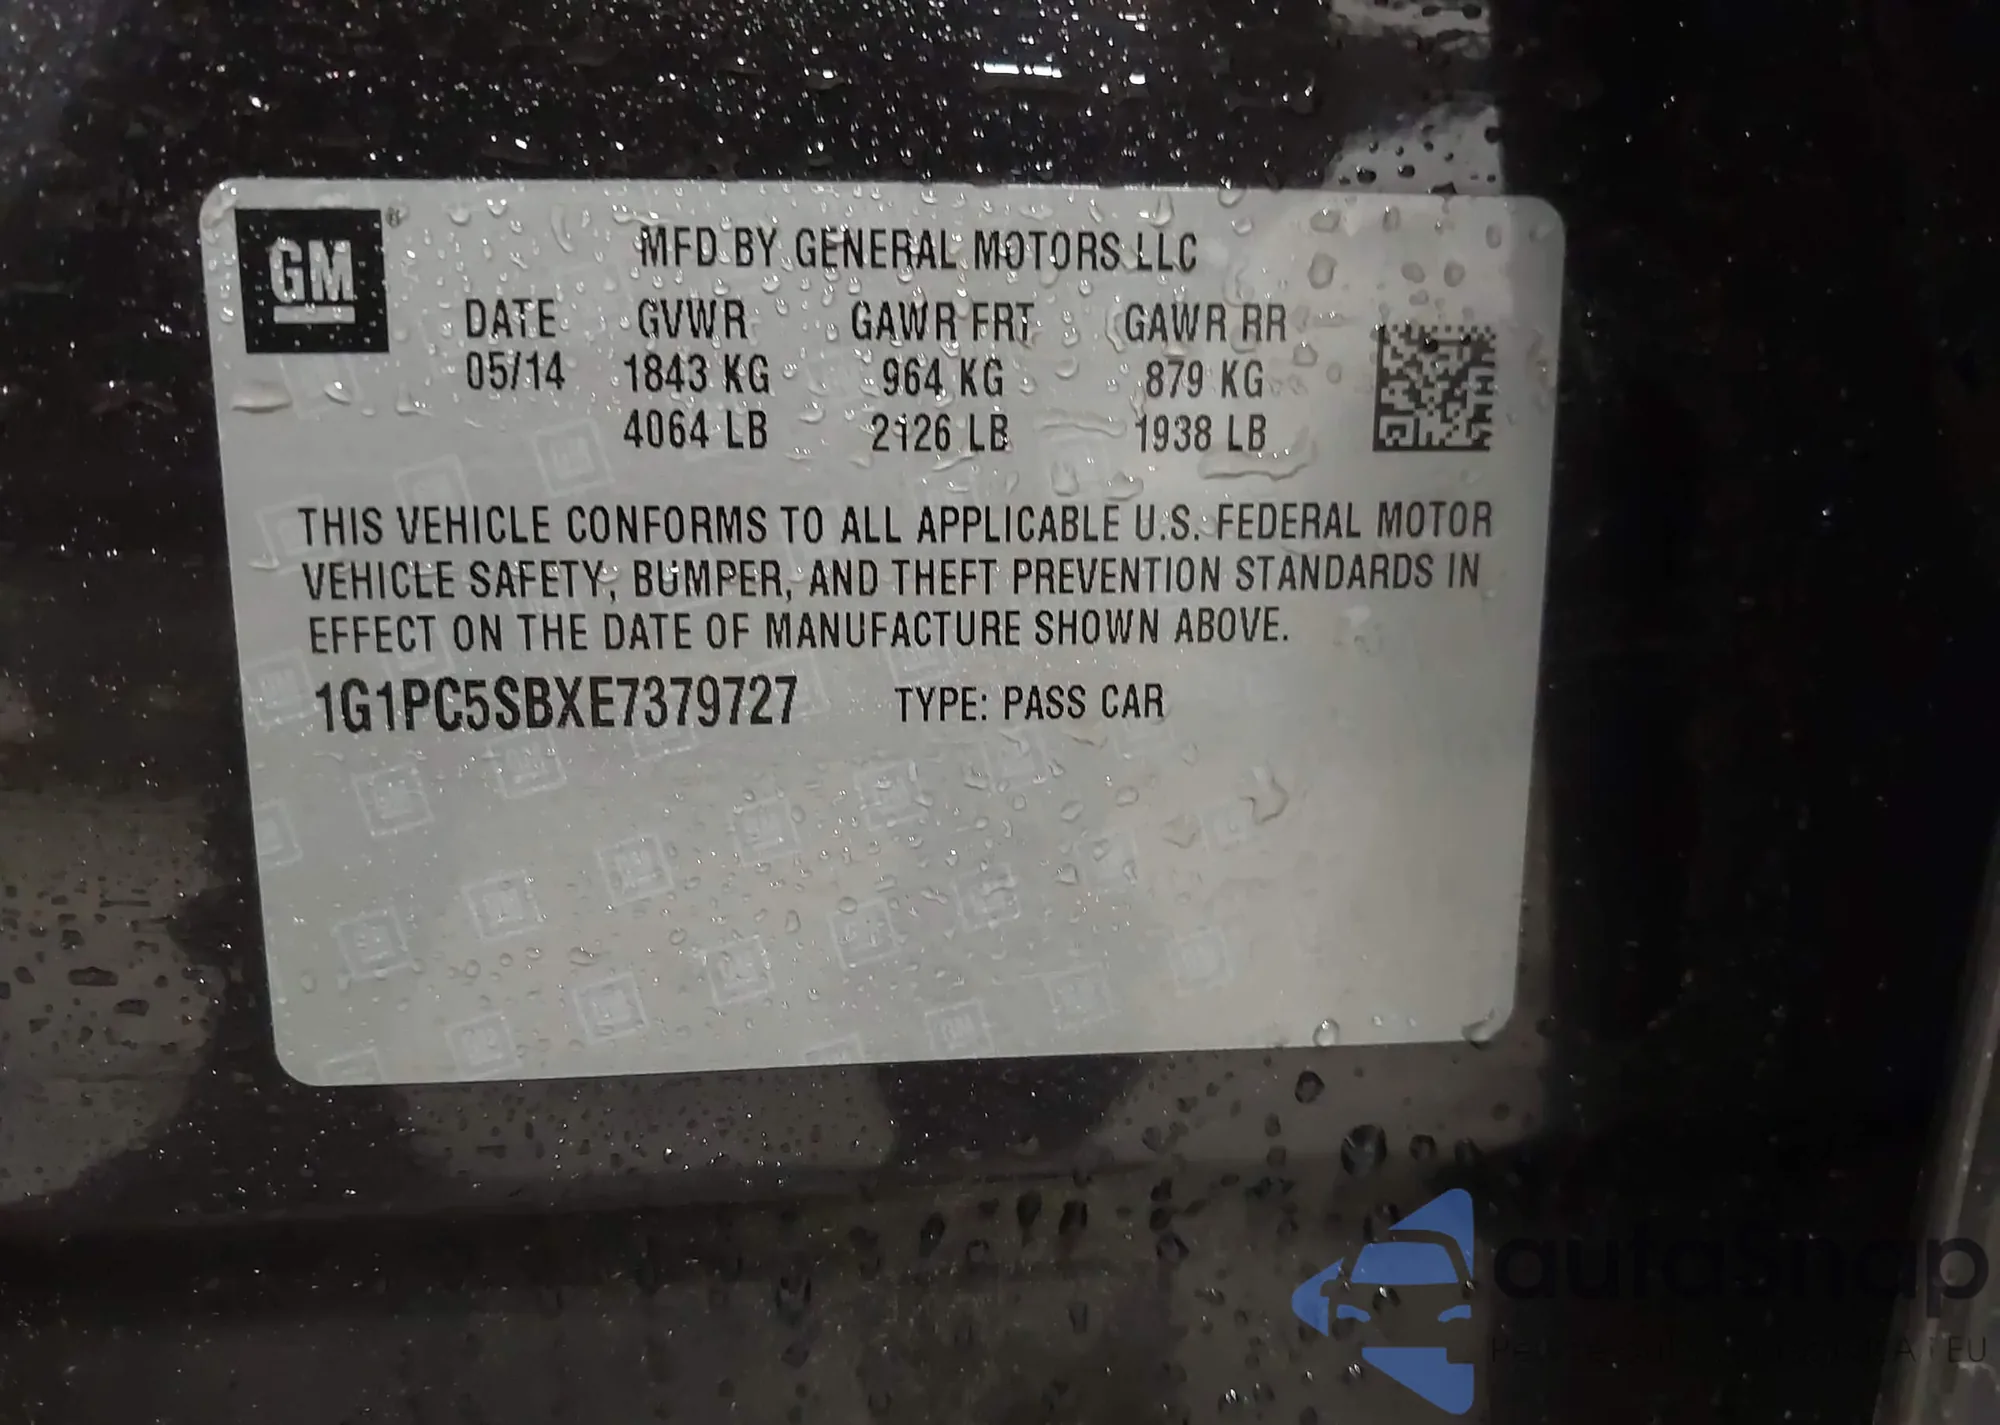 GM ®
MFD BY GENERAL MOTORS LLC
DATE GVWR GAWR FRT GAWR RR
05/14 1843 KG 964 KG 879 KG
4064 LB 2126 LB 1938 LB
THIS VEHICLE CONFORMS TO ALL APPLICABLE U.S. FEDERAL MOTOR
VEHICLE SAFETY, BUMPER, AND THEFT PREVENTION STANDARDS IN
EFFECT ON THE DATE OF MANUFACTURE SHOWN ABOVE.
1G1PC5SBXE7379727 TYPE: PASS CAR
autosnap
EU